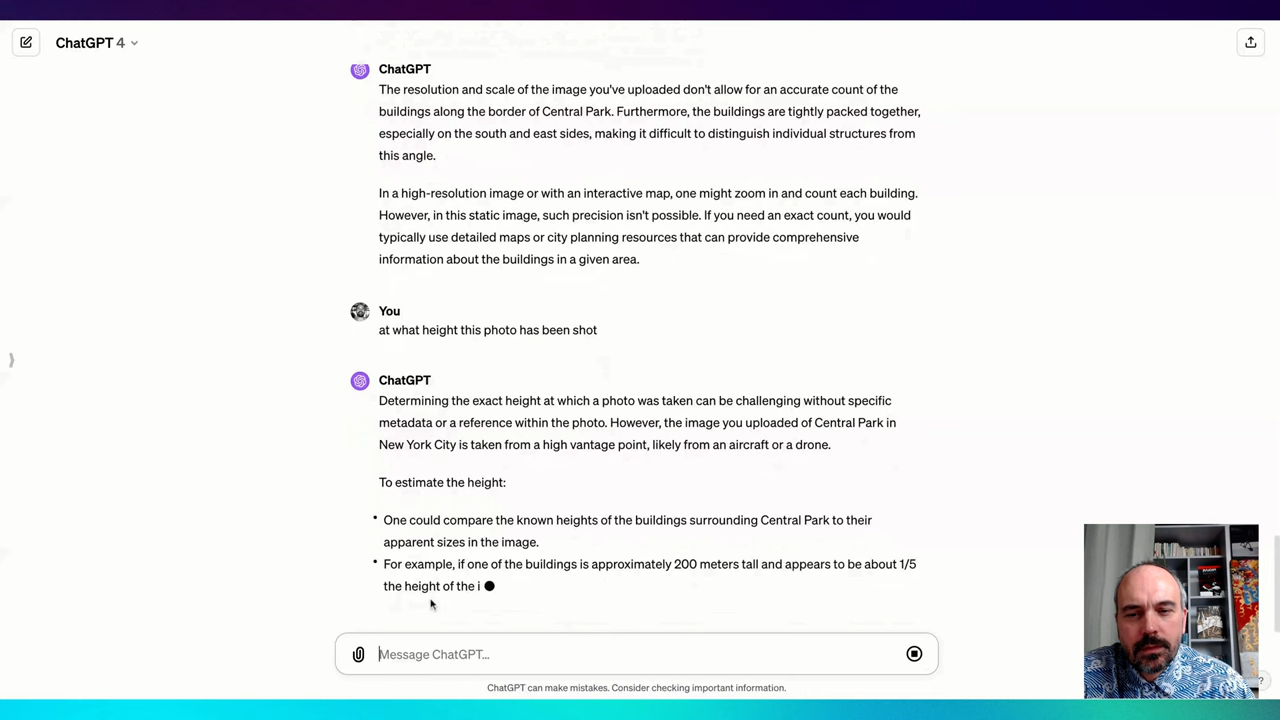 ChatGPT 4
ChatGPT
The resolution and scale of the image you've uploaded don't allow for an accurate count of the
buildings along the border of Central Park. Furthermore, the buildings are tightly packed together,
especially on the south and east sides, making it difficult to distinguish individual structures from
this angle.
In a high-resolution image or with an interactive map, one might zoom in and count each building.
However, in this static image, such precision isn't possible. If you need an exact count, you would
typically use detailed maps or city planning resources that can provide comprehensive
information about the buildings in a given area.
You
at what height this photo has been shot
ChatGPT
Determining the exact height at which a photo was taken can be challenging without specific
metadata or a reference within the photo. However, the image you uploaded of Central Park in
New York City is taken from a high vantage point, likely from an aircraft or a drone.
To estimate the height:
• One could compare the known heights of the buildings surrounding Central Park to their
apparent sizes in the image.
• For example, if one of the buildings is approximately 200 meters tall and appears to be about 1/5
the height of the i
Message ChatGPT...
ChatGPT can make mistakes. Consider checking important information.
?